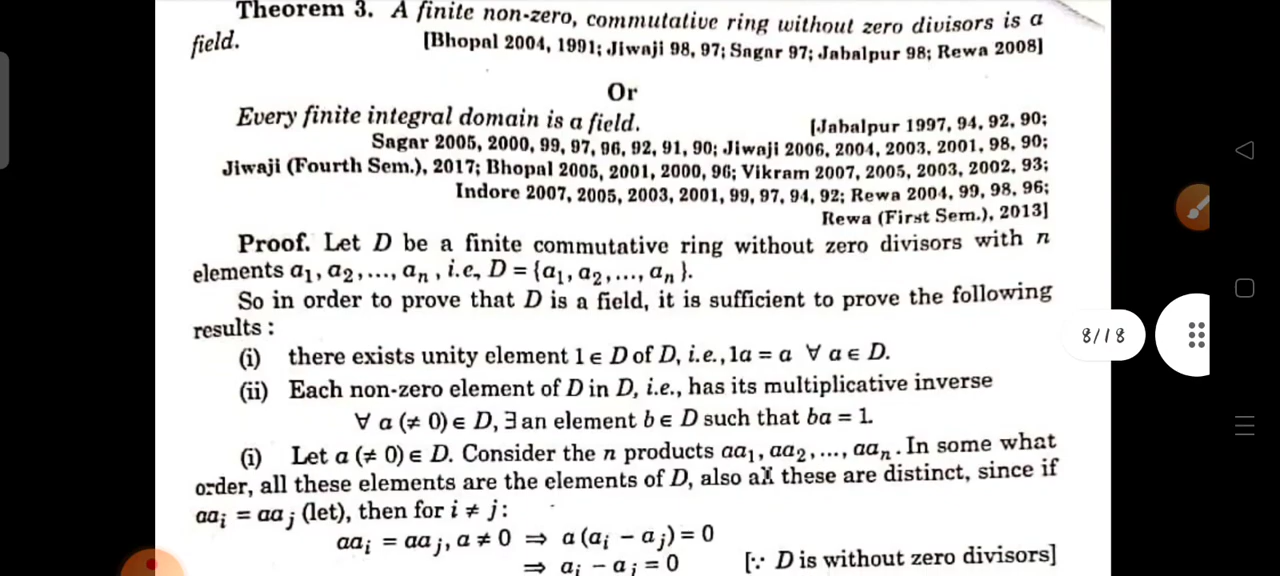 Theorem 3. A finite non-zero, commutative ring without zero divisors is a
field. [Bhopal 2004, 1991; Jiwaji 98, 97; Sagar 97; Jabalpur 98; Rewa 2008]
Or
Every finite integral domain is a field. [Jabalpur 1997, 94, 92, 90;
Sagar 2005, 2000, 99, 97, 96, 92, 91, 90; Jiwaji 2006, 2004, 2003, 2001, 98, 90;
Jiwaji (Fourth Sem.), 2017; Bhopal 2005, 2001, 2000, 96; Vikram 2007, 2005, 2003, 2002, 93;
Indore 2007, 2005, 2003, 2001, 99, 97, 94, 92; Rewa 2004, 99, 98, 96;
Rewa (First Sem.), 2013]
Proof. Let D be a finite commutative ring without zero divisors with n
elements a₁, a₂, ..., aₙ, i.e, D = {a₁, a₂, ..., aₙ}.
So in order to prove that D is a field, it is sufficient to prove the following
results :
(i) there exists unity element 1 ∈ D of D, i.e., 1a = a ∀ a ∈ D.
(ii) Each non-zero element of D in D, i.e., has its multiplicative inverse
∀ a (≠ 0) ∈ D, ∃ an element b ∈ D such that ba = 1.
(i) Let a (≠ 0) ∈ D. Consider the n products aa₁, aa₂, ..., aaₙ. In some what
order, all these elements are the elements of D, also all these are distinct, since if
aaᵢ = aaⱼ (let), then for i ≠ j:
aaᵢ = aaⱼ, a ≠ 0 ⇒ a (aᵢ − aⱼ) = 0
⇒ aᵢ − aⱼ = 0 [∵ D is without zero divisors]
8/18